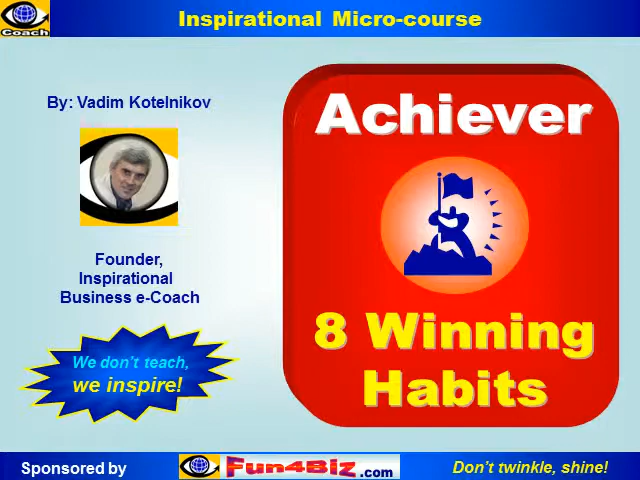 Coach
Inspirational Micro-course
By: Vadim Kotelnikov
Founder,
Inspirational
Business e-Coach
We don't teach,
we inspire!
Achiever
8 Winning
Habits
Sponsored by
Fun4Biz.com
Don't twinkle, shine!